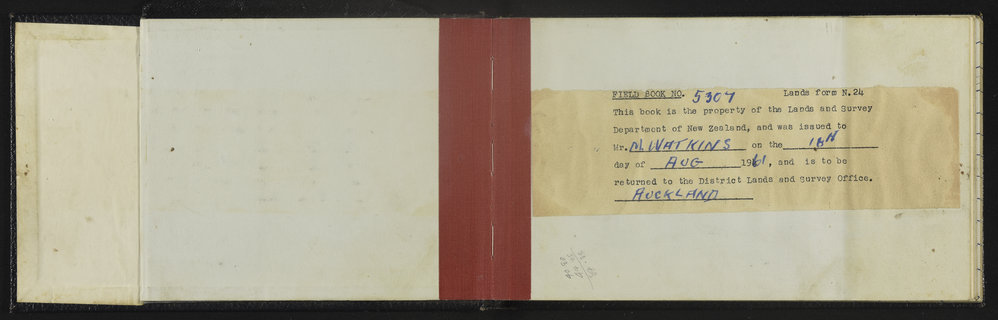 FIELD BOOK NO. 5307 Lands form N.24
This book is the property of the Lands and Survey
Department of New Zealand, and was issued to
Mr. M. WATKINS on the
day of AUG 1961, and is to be
returned to the District Lands and Survey Office.
AUCKLAND